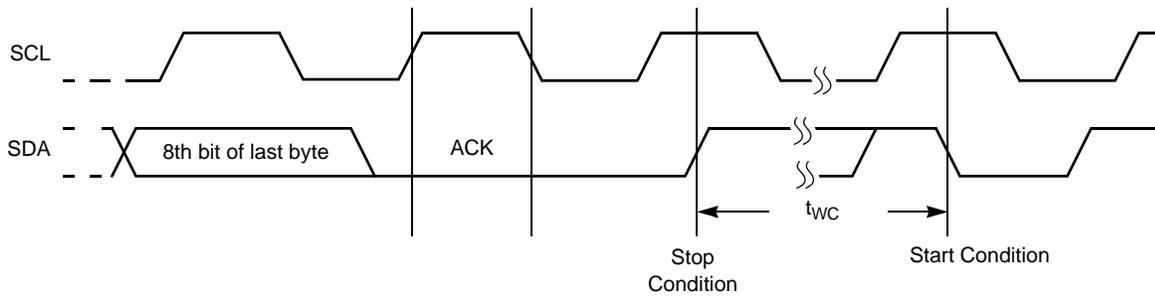 SCL
SDA
8th bit of last byte
ACK
tWC
Stop
Condition
Start Condition